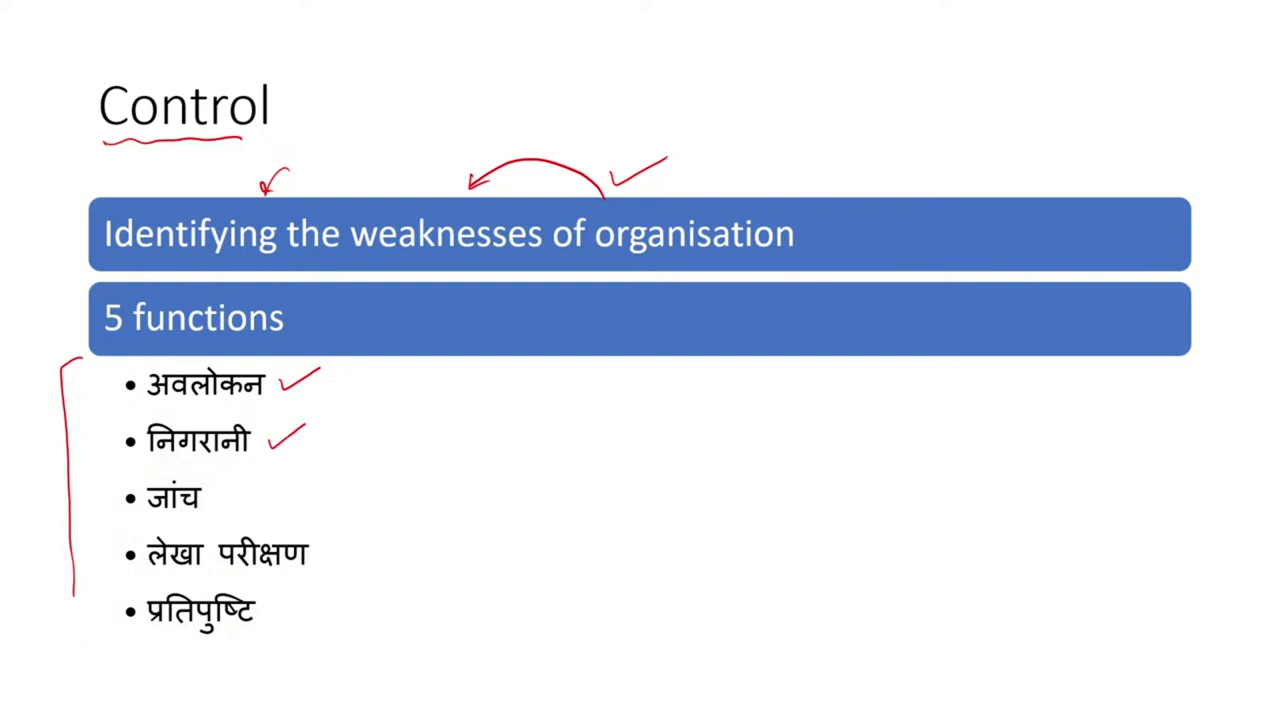 Control
Identifying the weaknesses of organisation
5 functions
• अवलोकन
• निगरानी
• जांच
• लेखा परीक्षण
• प्रतिपुष्टि